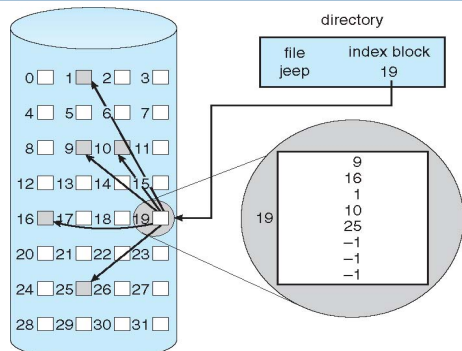 directory
file index block
jeep 19
0 1 2 3
4 5 6 7
8 9 10 11
12 13 14 15
16 17 18 19
20 21 22 23
24 25 26 27
28 29 30 31
19
9
16
1
10
25
–1
–1
–1